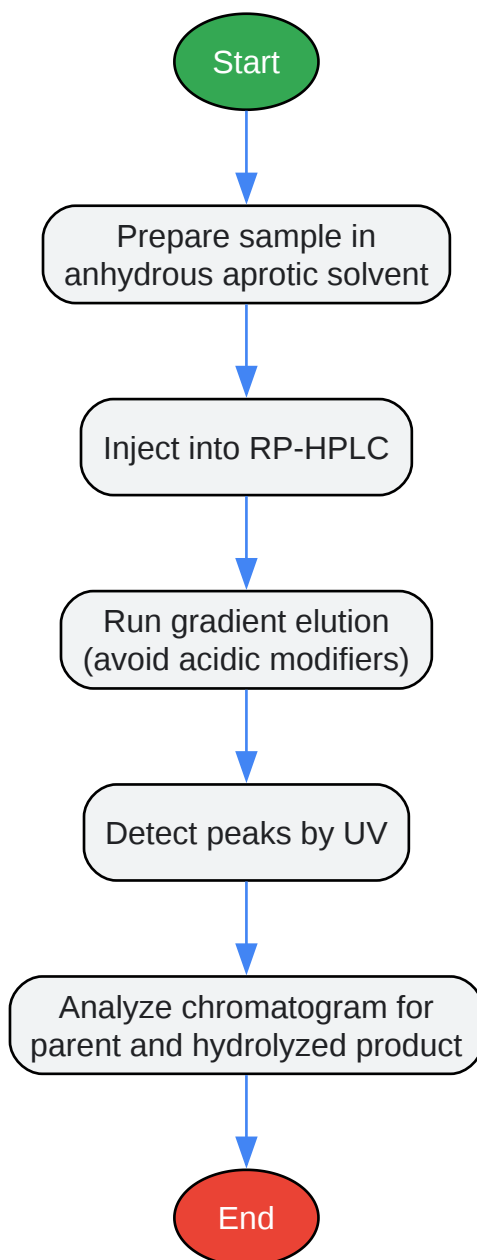 Start
Prepare sample in
anhydrous aprotic solvent
Inject into RP-HPLC
Run gradient elution
(avoid acidic modifiers)
Detect peaks by UV
Analyze chromatogram for
parent and hydrolyzed product
End